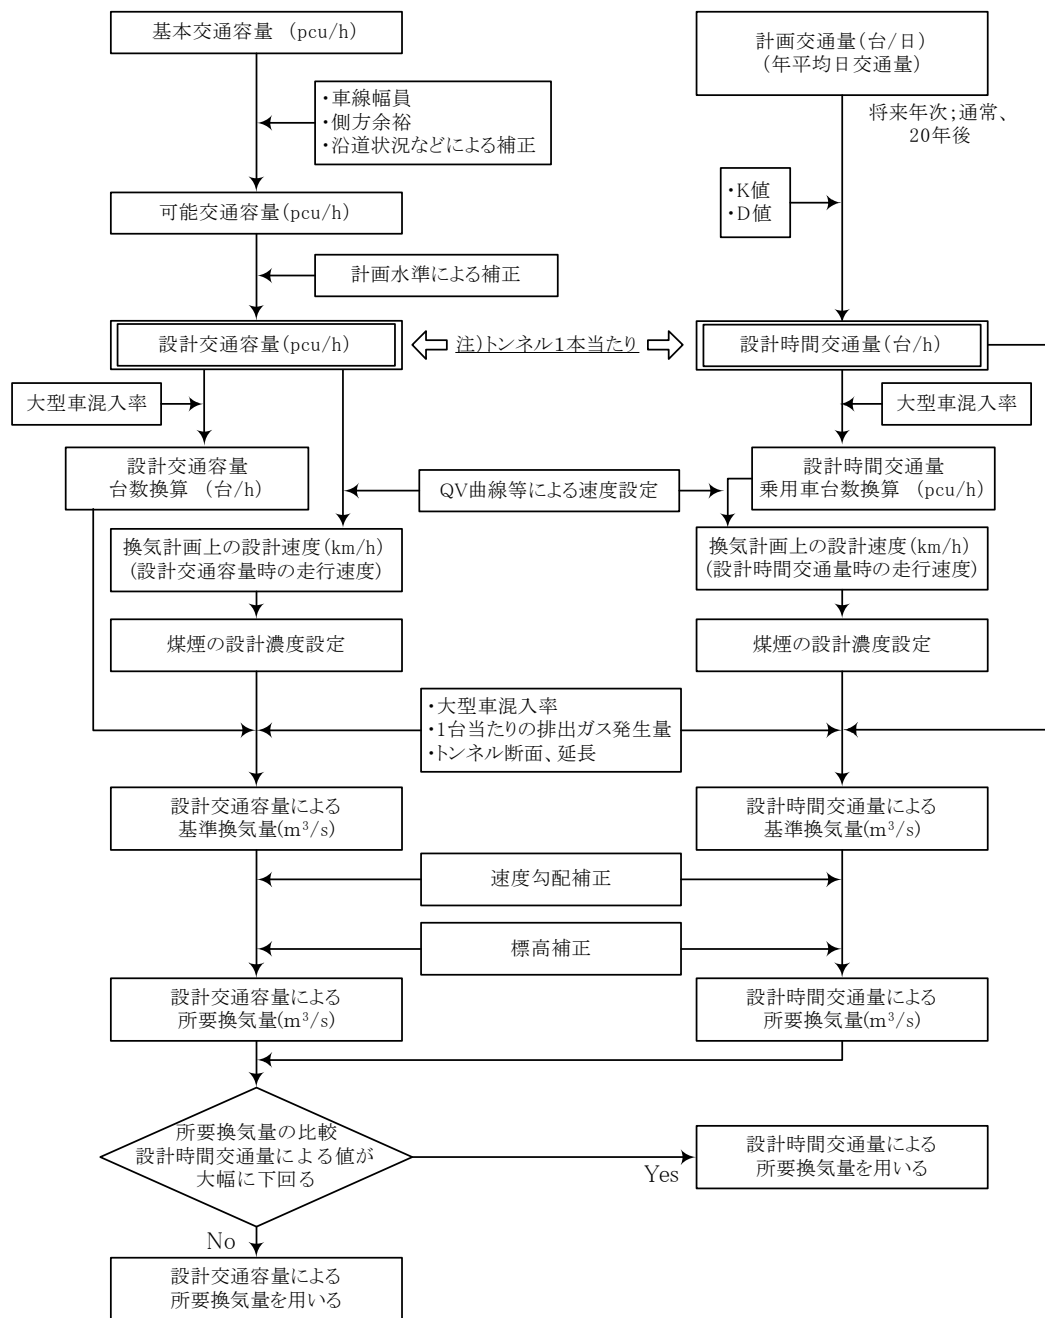 基本交通容量 (pcu/h)
計画交通量(台/日)
(年平均日交通量)
・車線幅員
・側方余裕
・沿道状況などによる補正
将来年次;通常、
20年後
・K値
・D値
可能交通容量(pcu/h)
計画水準による補正
設計交通容量(pcu/h)
注)トンネル1本当たり
設計時間交通量(台/h)
大型車混入率
大型車混入率
設計交通容量
台数換算 (台/h)
QV曲線等による速度設定
設計時間交通量
乗用車台数換算 (pcu/h)
換気計画上の設計速度(km/h)
(設計交通容量時の走行速度)
換気計画上の設計速度(km/h)
(設計時間交通量時の走行速度)
煤煙の設計濃度設定
煤煙の設計濃度設定
・大型車混入率
・1台当たりの排出ガス発生量
・トンネル断面、延長
設計交通容量による
基準換気量(m³/s)
設計時間交通量による
基準換気量(m³/s)
速度勾配補正
標高補正
設計交通容量による
所要換気量(m³/s)
設計時間交通量による
所要換気量(m³/s)
所要換気量の比較
設計時間交通量による値が
大幅に下回る
Yes
設計時間交通量による
所要換気量を用いる
No
設計交通容量による
所要換気量を用いる